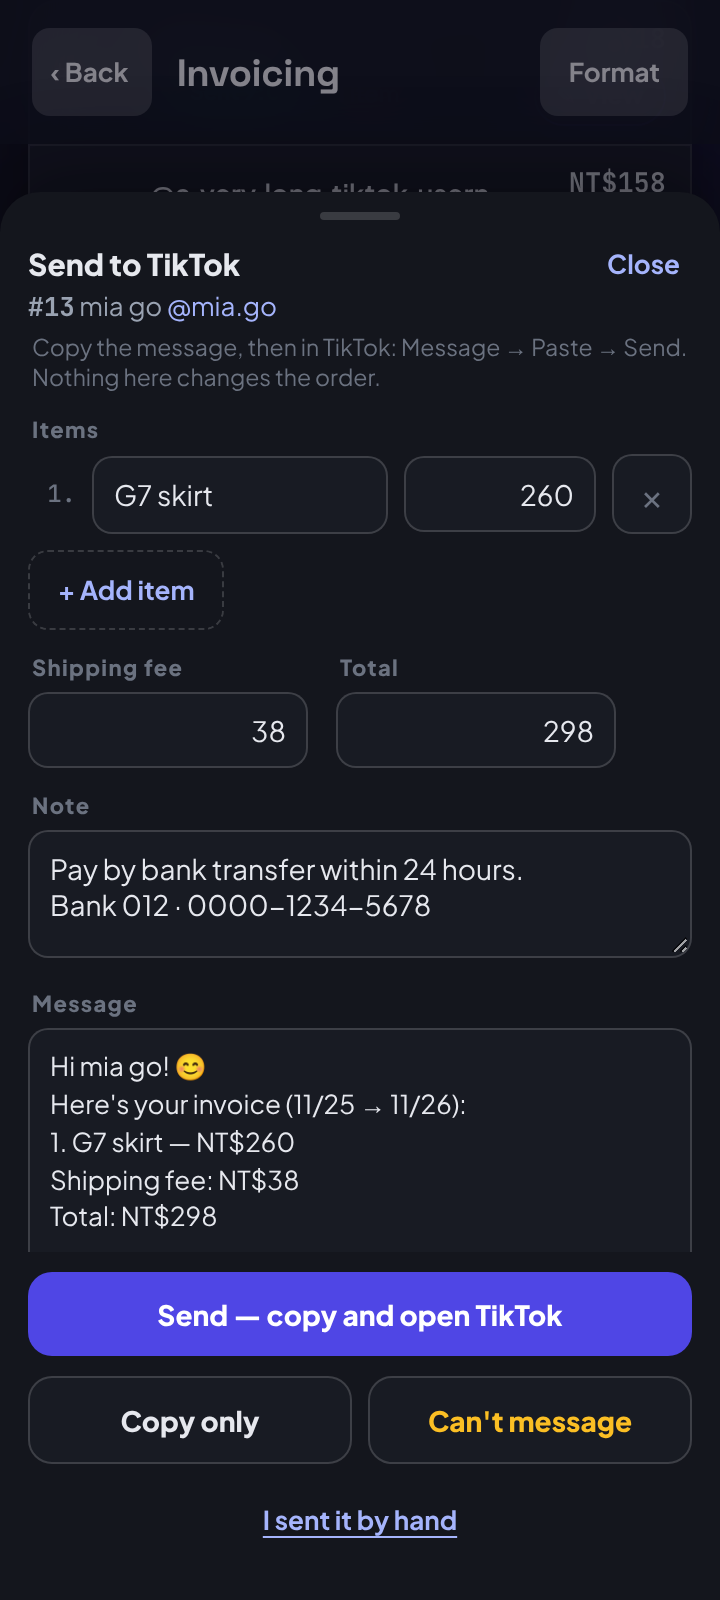 ‹ Back
Invoicing
Format
NT$158
Send to TikTok
Close
#13 mia go @mia.go
Copy the message, then in TikTok: Message → Paste → Send.
Nothing here changes the order.
Items
1.
G7 skirt
260
×
+ Add item
Shipping fee
Total
38
298
Note
Pay by bank transfer within 24 hours.
Bank 012 · 0000–1234–5678
Message
Hi mia go! 😊
Here's your invoice (11/25 → 11/26):
1. G7 skirt — NT$260
Shipping fee: NT$38
Total: NT$298
Send — copy and open TikTok
Copy only
Can't message
I sent it by hand